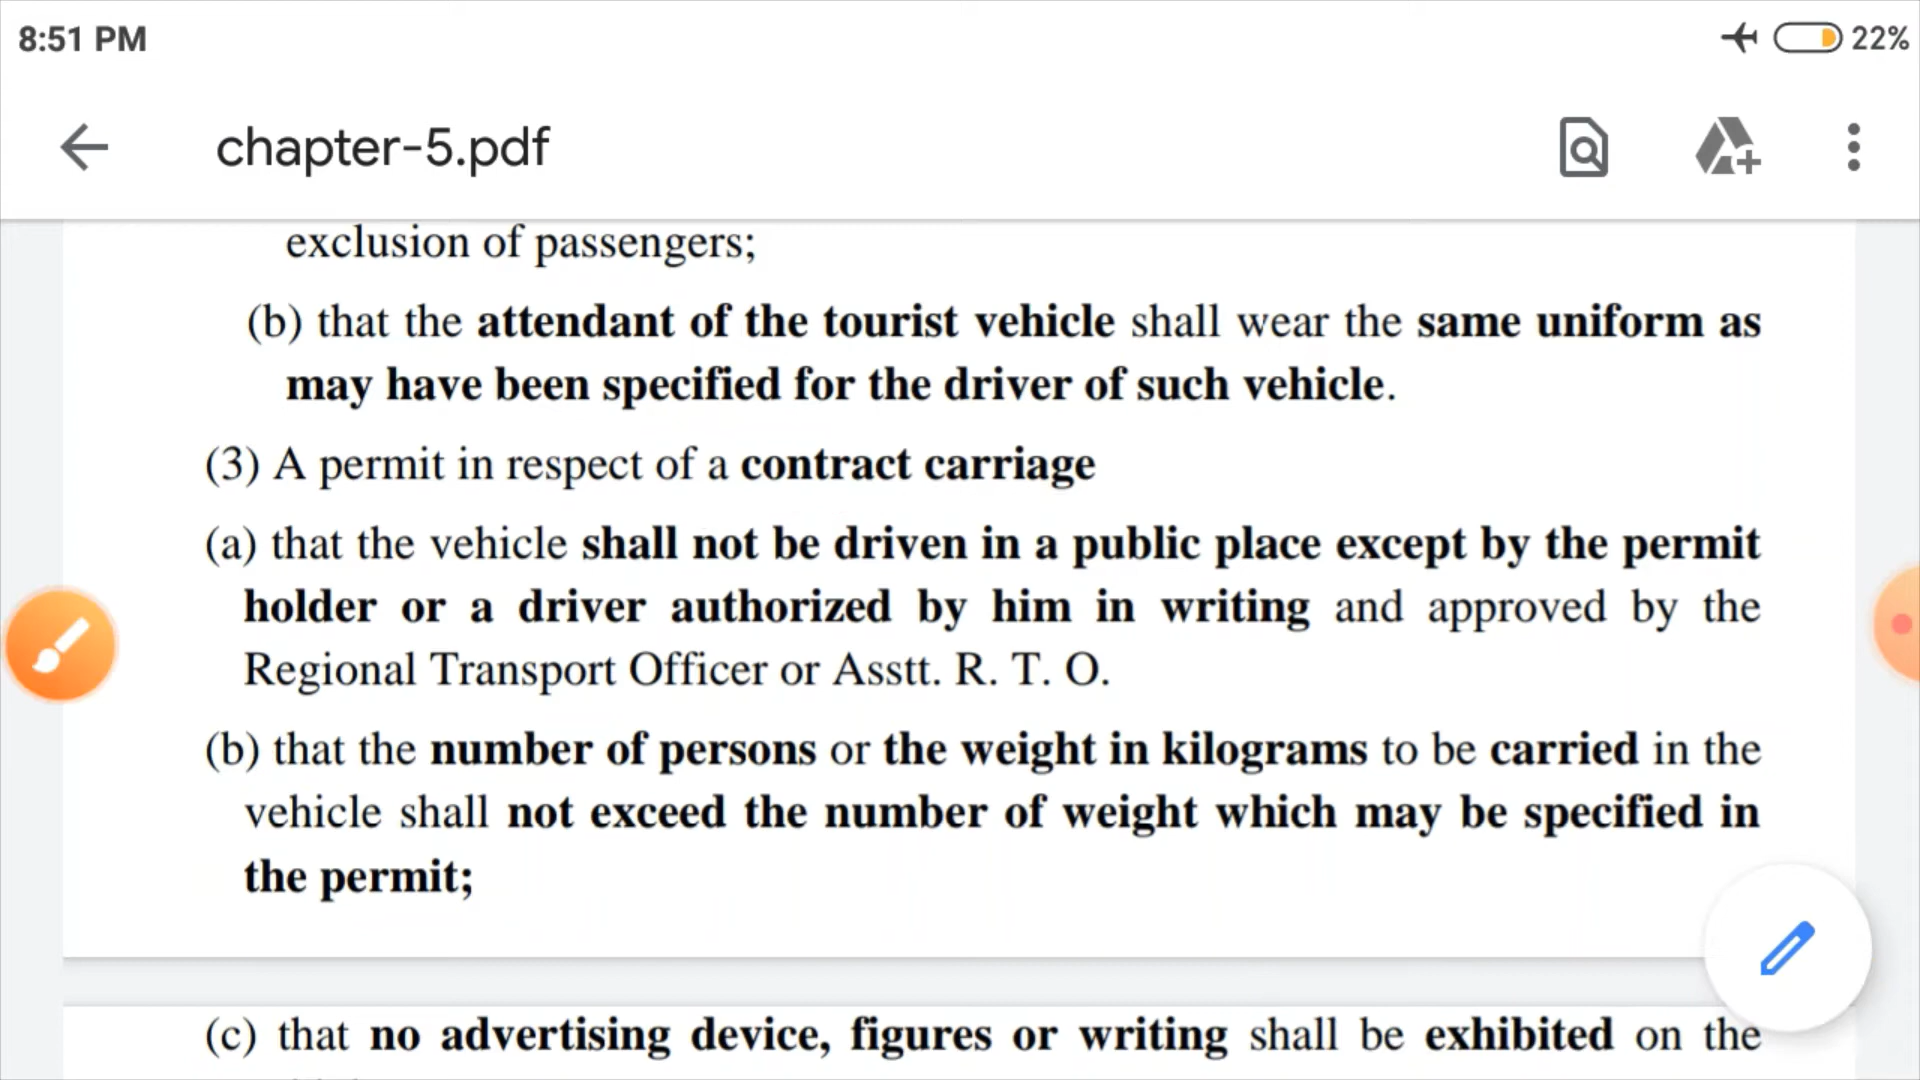 8:51 PM
22%
chapter-5.pdf
exclusion of passengers;
(b) that the attendant of the tourist vehicle shall wear the same uniform as
may have been specified for the driver of such vehicle.
(3) A permit in respect of a contract carriage
(a) that the vehicle shall not be driven in a public place except by the permit
holder or a driver authorized by him in writing and approved by the
Regional Transport Officer or Asstt. R. T. O.
(b) that the number of persons or the weight in kilograms to be carried in the
vehicle shall not exceed the number of weight which may be specified in
the permit;
(c) that no advertising device, figures or writing shall be exhibited on the